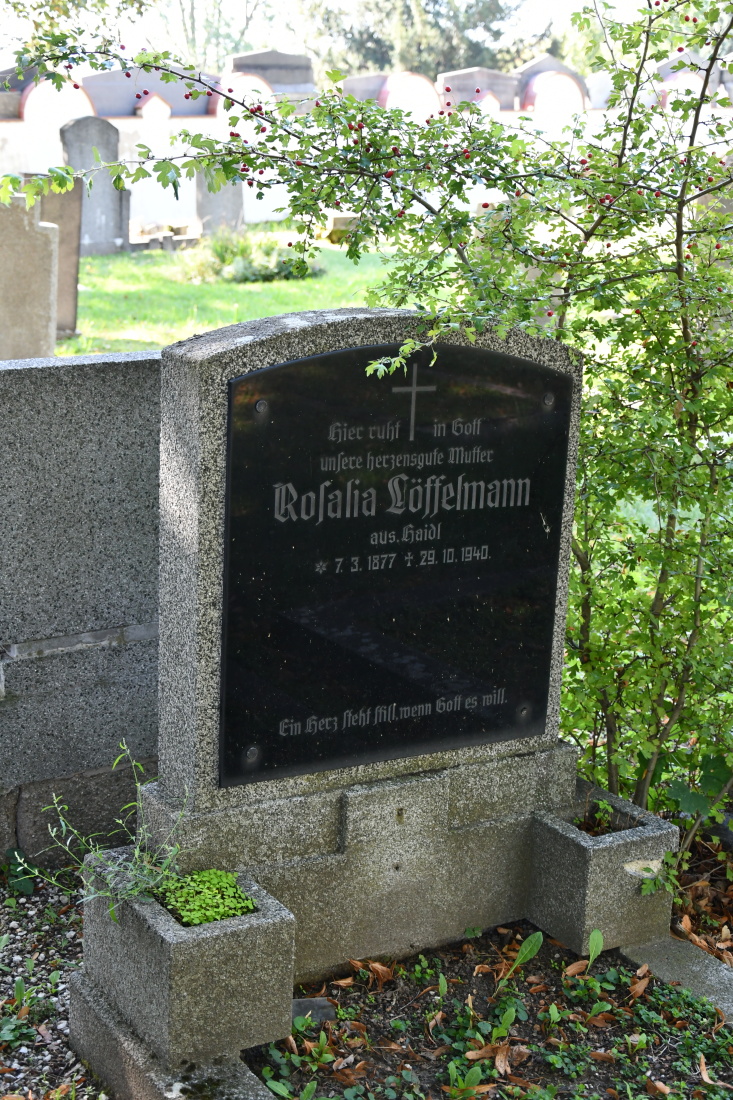 Hier ruht in Gott
unsere herzensgute Mutter
Rosalia Löffelmann
aus. Haidl
* 7. 3. 1877 ✝ 29. 10. 1940.
Ein Herz steht still, wenn Gott es will.